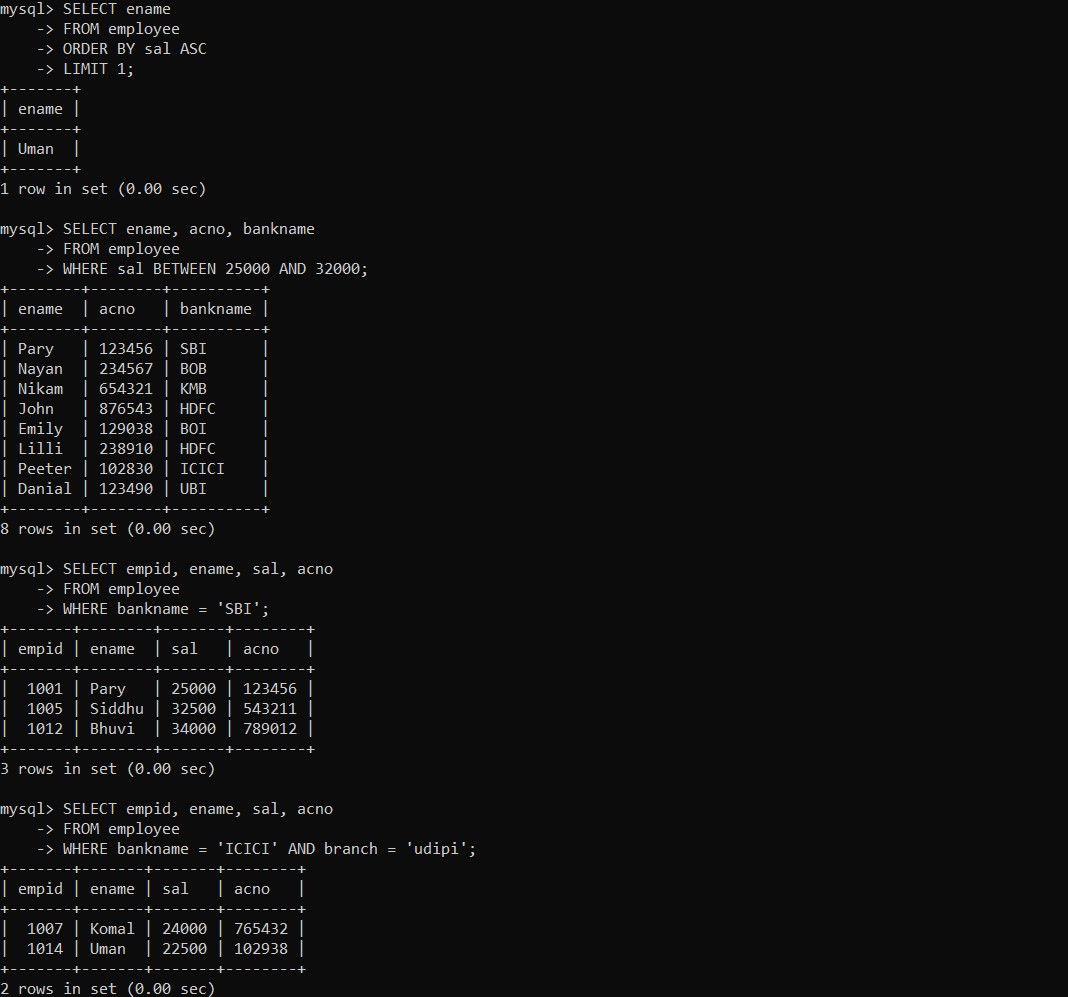 mysql> SELECT ename
    -> FROM employee
    -> ORDER BY sal ASC
    -> LIMIT 1;
+-------+
| ename |
+-------+
| Uman  |
+-------+
1 row in set (0.00 sec)

mysql> SELECT ename, acno, bankname
    -> FROM employee
    -> WHERE sal BETWEEN 25000 AND 32000;
+--------+--------+----------+
| ename  | acno   | bankname |
+--------+--------+----------+
| Pary   | 123456 | SBI      |
| Nayan  | 234567 | BOB      |
| Nikam  | 654321 | KMB      |
| John   | 876543 | HDFC     |
| Emily  | 129038 | BOI      |
| Lilli  | 238910 | HDFC     |
| Peeter | 102830 | ICICI    |
| Danial | 123490 | UBI      |
+--------+--------+----------+
8 rows in set (0.00 sec)

mysql> SELECT empid, ename, sal, acno
    -> FROM employee
    -> WHERE bankname = 'SBI';
+-------+--------+-------+--------+
| empid | ename  | sal   | acno   |
+-------+--------+-------+--------+
|  1001 | Pary   | 25000 | 123456 |
|  1005 | Siddhu | 32500 | 543211 |
|  1012 | Bhuvi  | 34000 | 789012 |
+-------+--------+-------+--------+
3 rows in set (0.00 sec)

mysql> SELECT empid, ename, sal, acno
    -> FROM employee
    -> WHERE bankname = 'ICICI' AND branch = 'udipi';
+-------+-------+-------+--------+
| empid | ename | sal   | acno   |
+-------+-------+-------+--------+
|  1007 | Komal | 24000 | 765432 |
|  1014 | Uman  | 22500 | 102938 |
+-------+-------+-------+--------+
2 rows in set (0.00 sec)